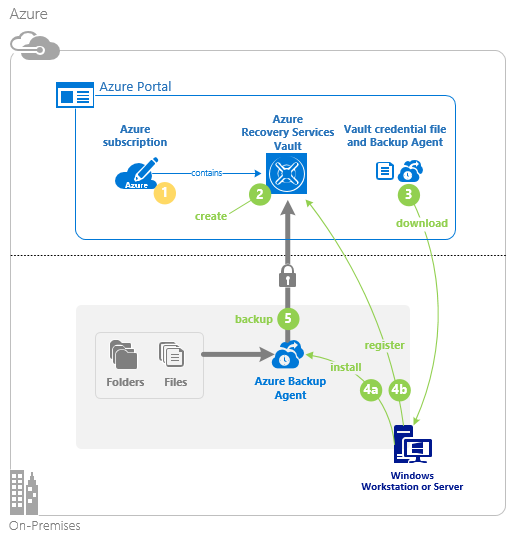 Azure
Azure Portal
Azure
subscription
Azure
Recovery Services
Vault
Vault credential file
and Backup Agent
Azure
contains
1
2
3
create
download
backup
5
register
install
Folders
Files
Azure Backup
Agent
4a
4b
Windows
Workstation or Server
On-Premises